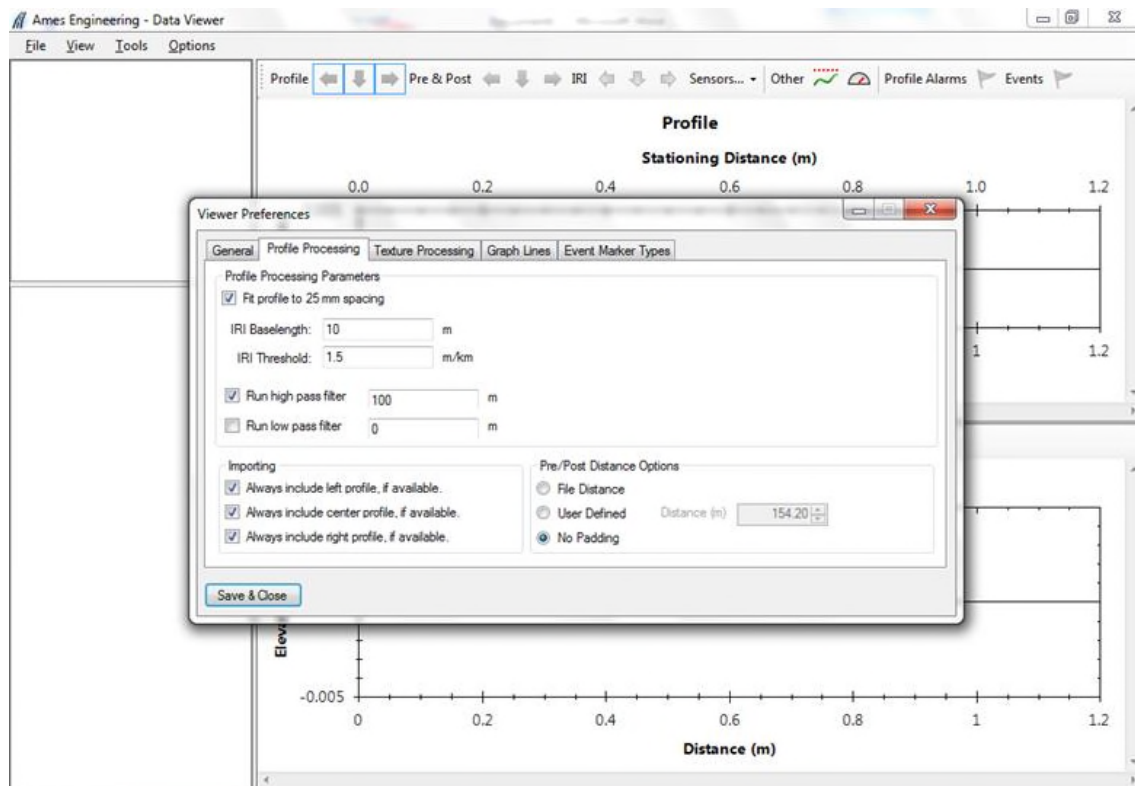 Ames Engineering - Data Viewer
File View Tools Options
Profile Pre & Post IRI Sensors... Other Profile Alarms Events
Profile
Stationing Distance (m)
0.0 0.2 0.4 0.6 0.8 1.0 1.2
Viewer Preferences
General Profile Processing Texture Processing Graph Lines Event Marker Types
Profile Processing Parameters
Fit profile to 25 mm spacing
IRI Baselength: 10 m
IRI Threshold: 1.5 m/km
1 1.2
Run high pass filter 100 m
Run low pass filter 0 m
Importing Pre/Post Distance Options
Always include left profile, if available. File Distance
Always include center profile, if available. User Defined Distance (m) 154.20
Always include right profile, if available. No Padding
Save & Close
-0.005
0 0.2 0.4 0.6 0.8 1 1.2
Distance (m)